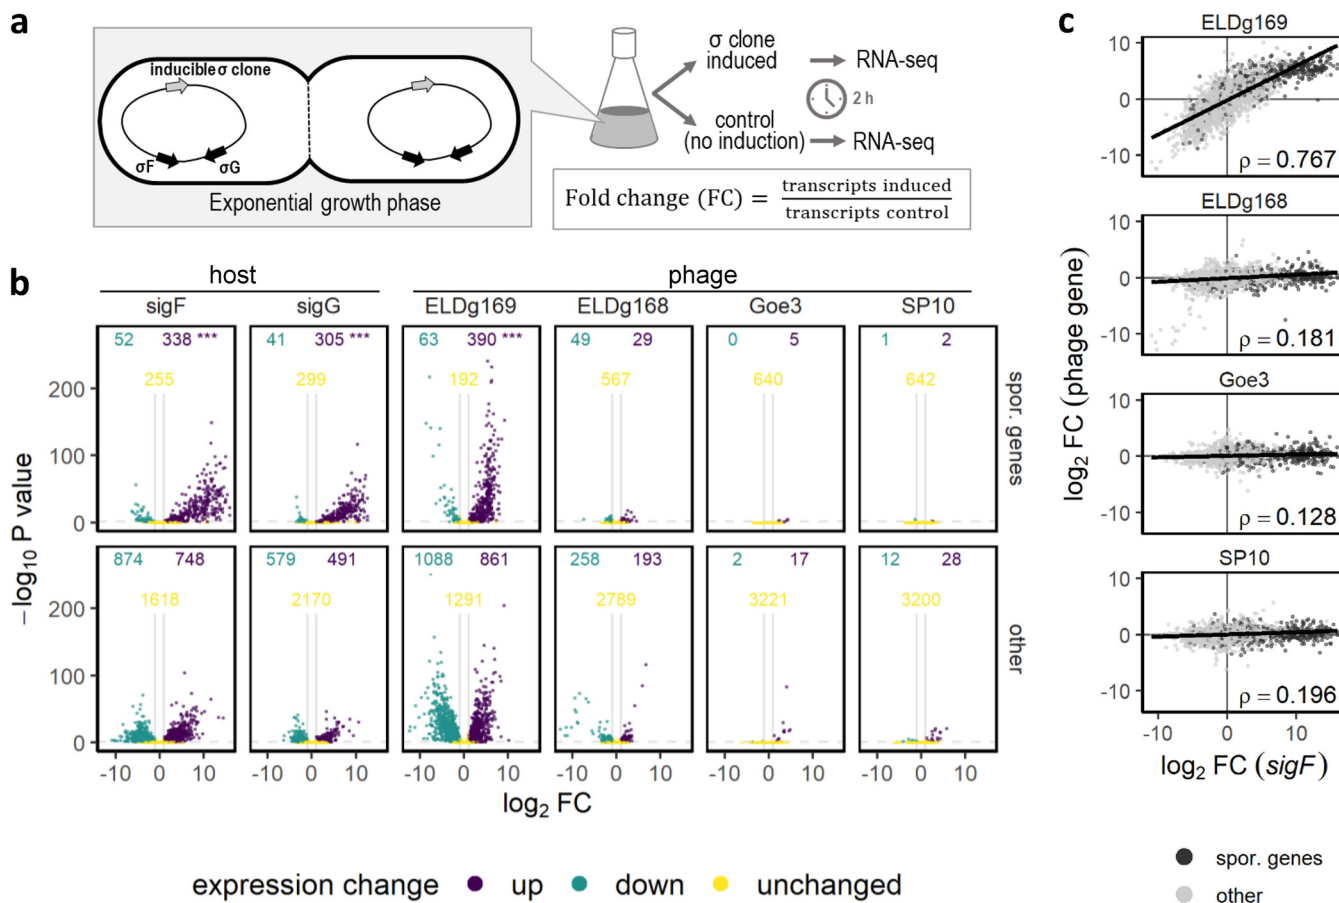 a
inducible σ clone
σF
σG
Exponential growth phase
σ clone
induced
RNA-seq
2 h
control
(no induction)
RNA-seq
Fold change (FC) = transcripts induced
transcripts control
b
host
phage
sigF
sigG
ELDg169
ELDg168
Goe3
SP10
52 338 ***
41 305 ***
63 390 ***
49 29
0 5
1 2
255
299
192
567
640
642
200
100
0
spor. genes
874 748
579 491
1088 861
258 193
2 17
12 28
1618
2170
1291
2789
3221
3200
200
100
0
other
−log10 P value
-10 0 10
-10 0 10
-10 0 10
-10 0 10
-10 0 10
-10 0 10
log2 FC
expression change up down unchanged
c
ELDg169
10
0
-10
ρ = 0.767
ELDg168
10
0
-10
ρ = 0.181
Goe3
10
0
-10
ρ = 0.128
SP10
10
0
-10
ρ = 0.196
log2 FC (phage gene)
-10 0 10
log2 FC (sigF)
spor. genes
other